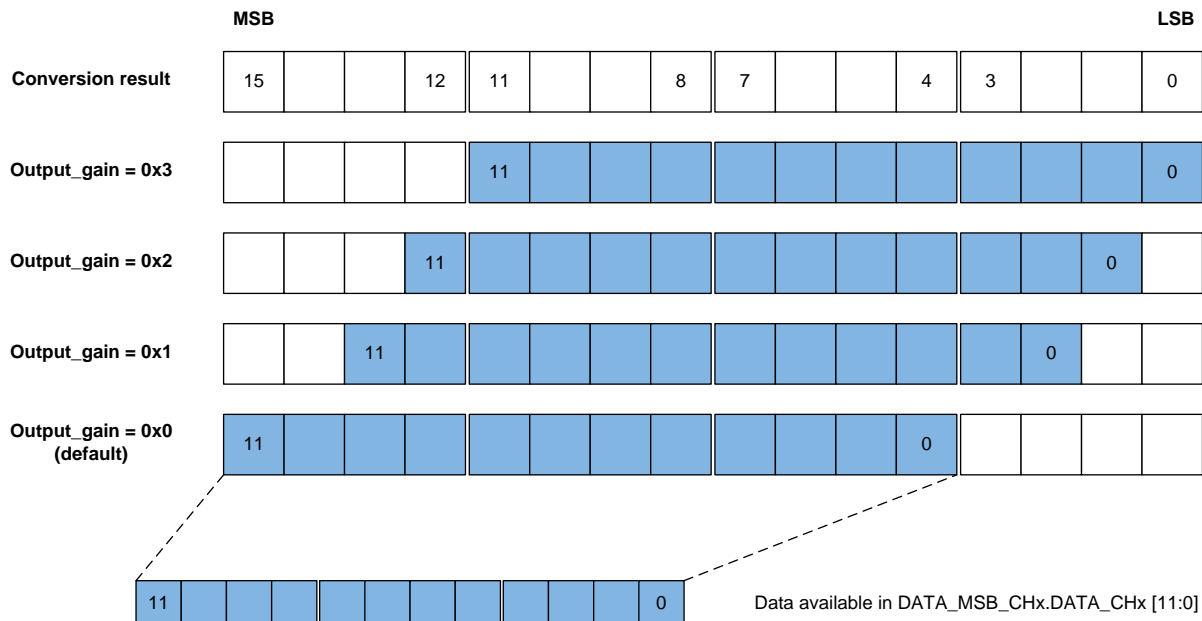 MSB LSB
Conversion result 15 12 11 8 7 4 3 0
Output_gain = 0x3 11 0
Output_gain = 0x2 11 0
Output_gain = 0x1 11 0
Output_gain = 0x0
(default) 11 0
11 0 Data available in DATA_MSB_CHx.DATA_CHx [11:0]